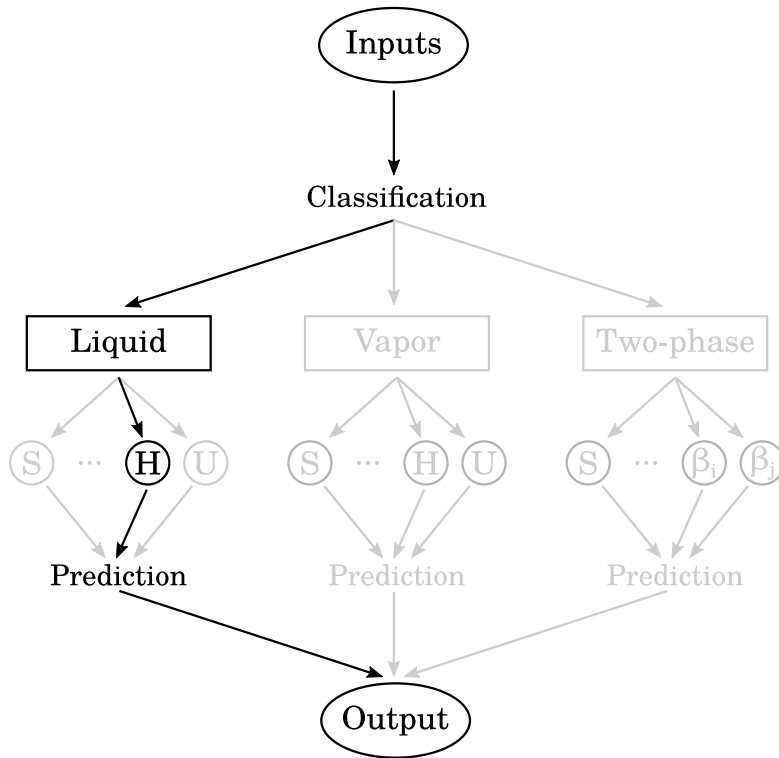 Inputs
Classification
Liquid Vapor Two-phase
S ... H U S ... H U S ... βi βj
Prediction Prediction Prediction
Output